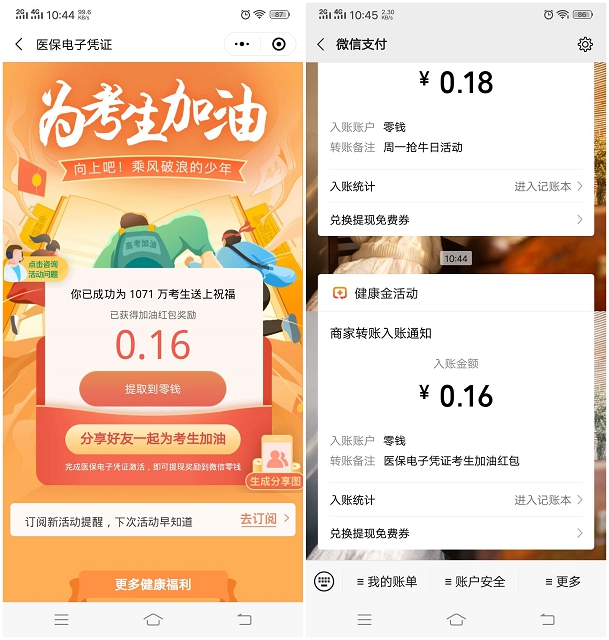 2G 4G 10:44 99.6 KB/s 87
医保电子凭证
为考生加油
向上吧！乘风破浪的少年
高考加油
点击咨询
活动问题
你已成功为 1071 万考生送上祝福
已获得加油红包奖励
0.16
提取到零钱
分享好友一起为考生加油
完成医保电子凭证激活，即可提现奖励到微信零钱
生成分享图
订阅新活动提醒，下次活动早知道
去订阅
更多健康福利
2G 4G 10:45 2.30 KB/s 86
微信支付
¥ 0.18
入账账户 零钱
转账备注 周一抢牛日活动
入账统计 进入记账本
兑换提现免费券
10:44
健康金活动
商家转账入账通知
入账金额
¥ 0.16
入账账户 零钱
转账备注 医保电子凭证考生加油红包
入账统计 进入记账本
兑换提现免费券
我的账单 账户安全 更多